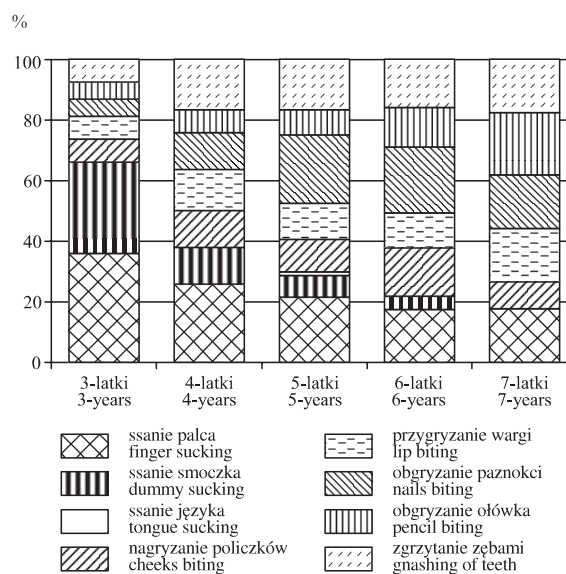 %
100
80
60
40
20
0
3-latki 4-latki 5-latki 6-latki 7-latki
3-years 4-years 5-years 6-years 7-years
ssanie palca
finger sucking
ssanie smoczka
dummy sucking
ssanie języka
tongue sucking
nagryzanie policzków
cheeks biting
przygryzanie wargi
lip biting
obgryzanie paznokci
nails biting
obgryzanie ołówka
pencil biting
zgrzytanie zębami
gnashing of teeth